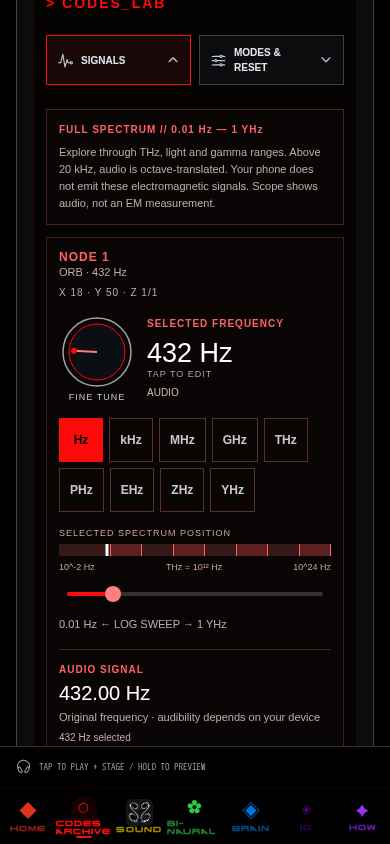 > CODES_LAB
SIGNALS
MODES &
RESET
FULL SPECTRUM // 0.01 Hz — 1 YHz
Explore through THz, light and gamma ranges. Above
20 kHz, audio is octave-translated. Your phone does
not emit these electromagnetic signals. Scope shows
audio, not an EM measurement.
NODE 1
ORB · 432 Hz
X 18 · Y 50 · Z 1/1
SELECTED FREQUENCY
432 Hz
TAP TO EDIT
AUDIO
FINE TUNE
Hz kHz MHz GHz THz
PHz EHz ZHz YHz
SELECTED SPECTRUM POSITION
10^-2 Hz THz = 10¹² Hz 10^24 Hz
0.01 Hz ← LOG SWEEP → 1 YHz
AUDIO SIGNAL
432.00 Hz
Original frequency · audibility depends on your device
432 Hz selected
TAP TO PLAY + STAGE / HOLD TO PREVIEW
HOME
CODES
ARCHIVE
SOUND
BI-
NAURAL
BRAIN
IC
HOW